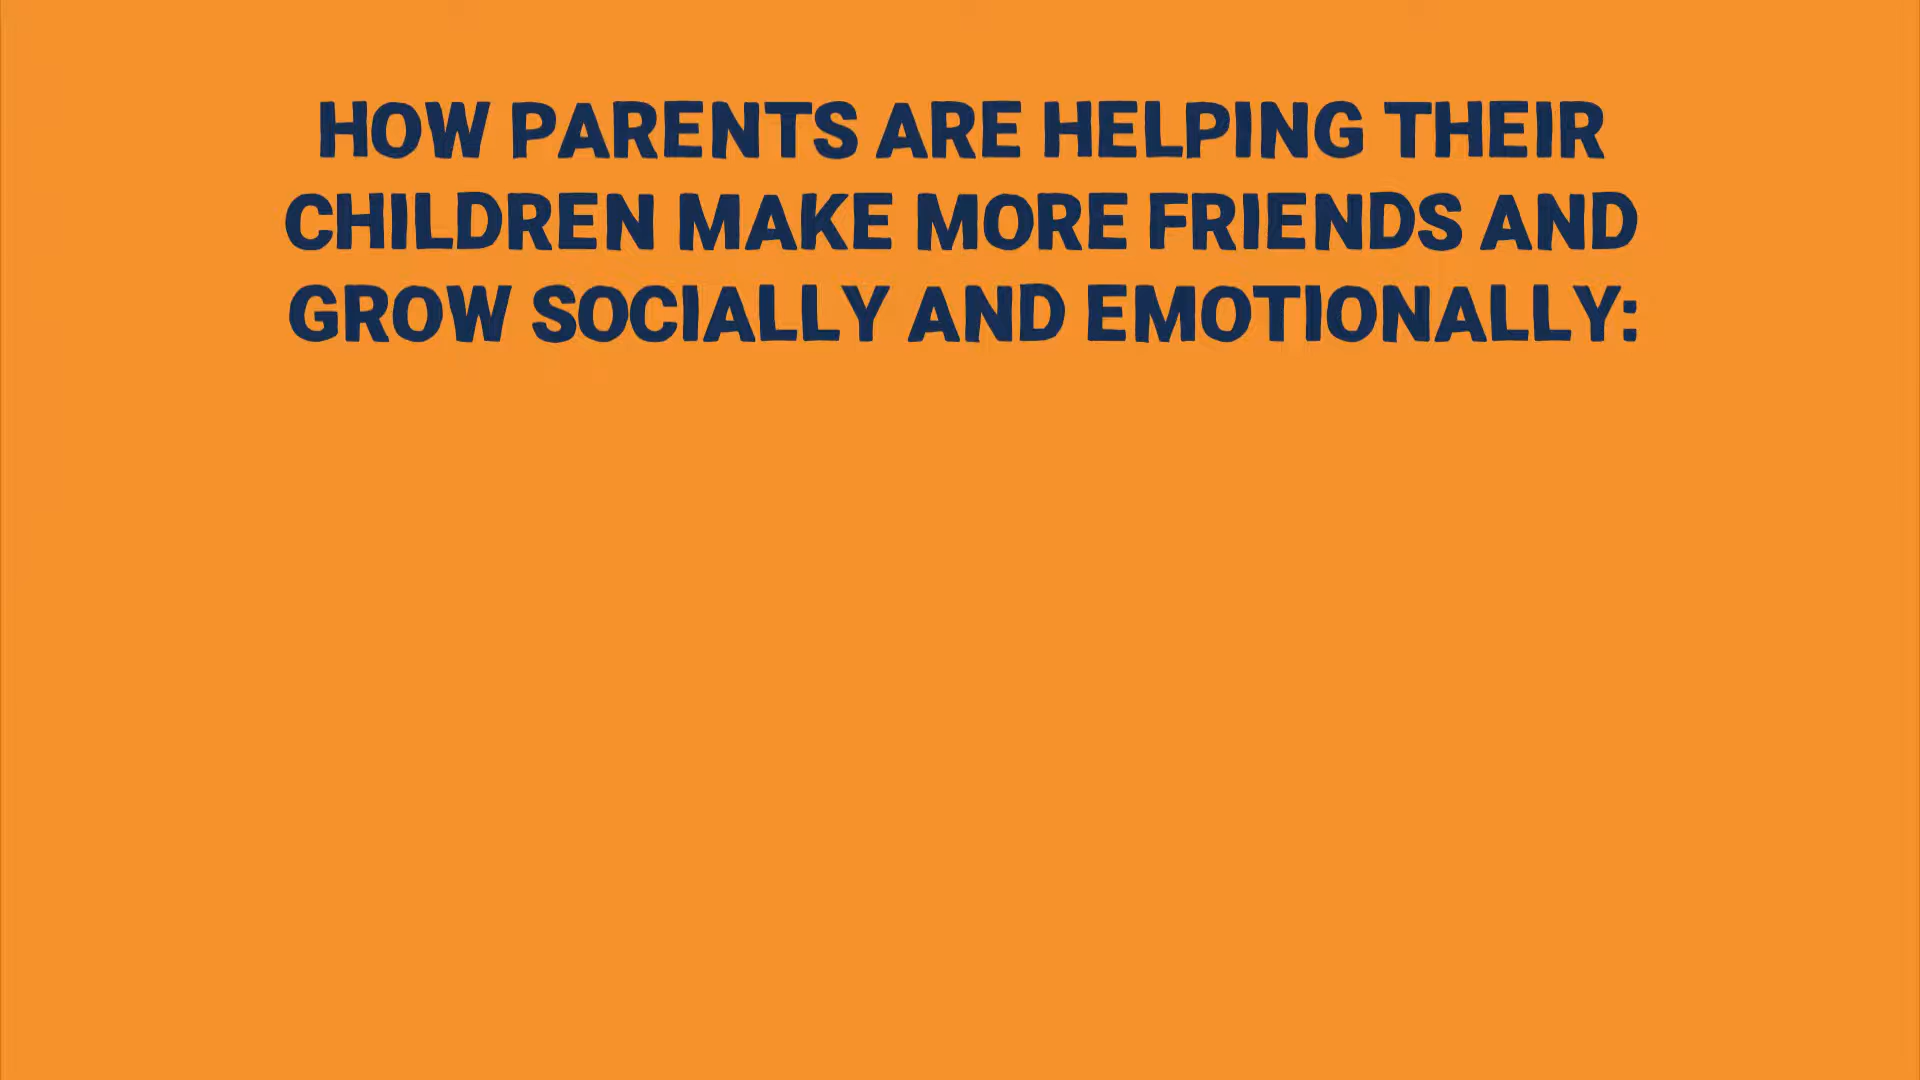 HOW PARENTS ARE HELPING THEIR
CHILDREN MAKE MORE FRIENDS AND
GROW SOCIALLY AND EMOTIONALLY: